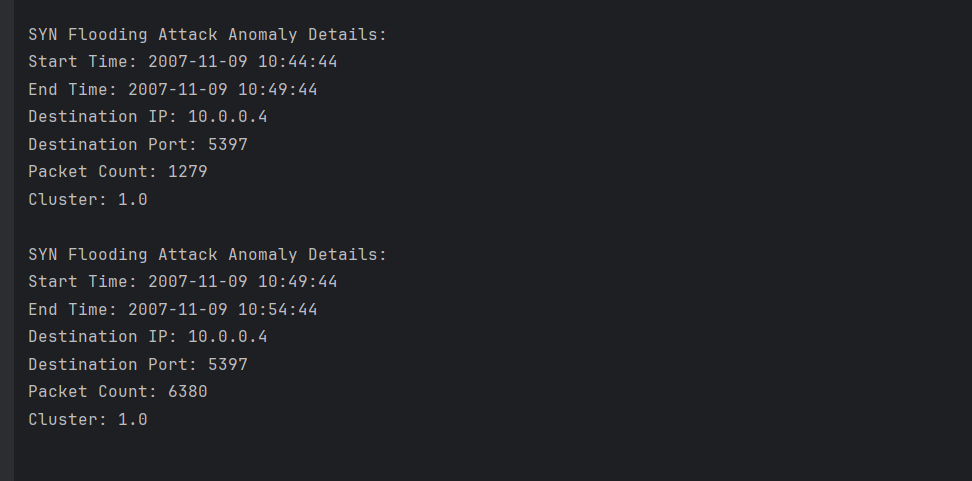 SYN Flooding Attack Anomaly Details:
Start Time: 2007-11-09 10:44:44
End Time: 2007-11-09 10:49:44
Destination IP: 10.0.0.4
Destination Port: 5397
Packet Count: 1279
Cluster: 1.0
SYN Flooding Attack Anomaly Details:
Start Time: 2007-11-09 10:49:44
End Time: 2007-11-09 10:54:44
Destination IP: 10.0.0.4
Destination Port: 5397
Packet Count: 6380
Cluster: 1.0